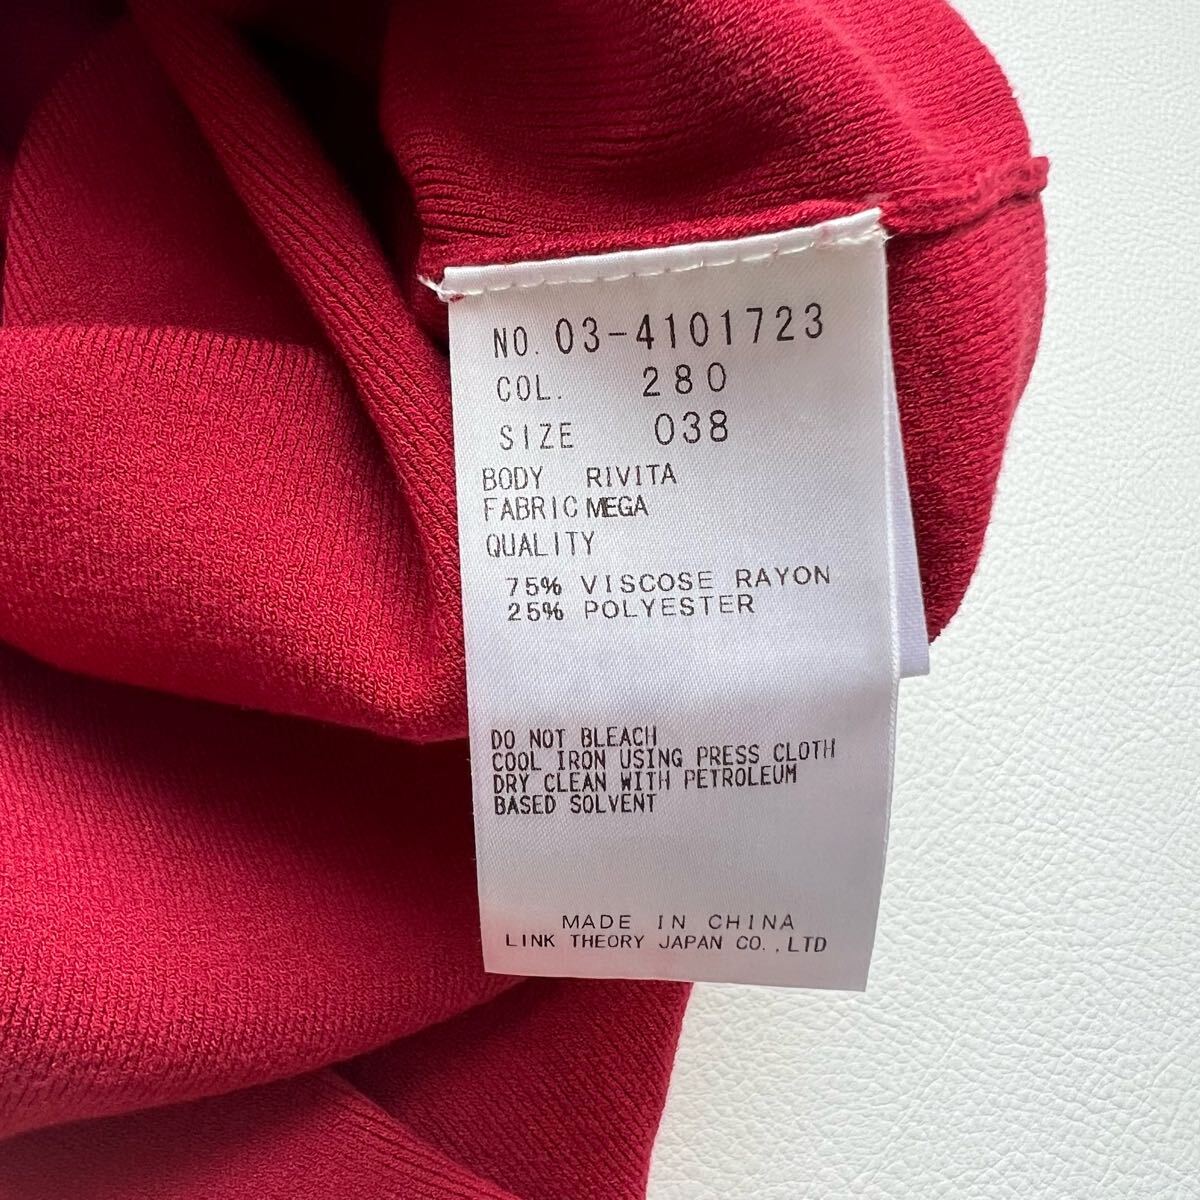 NO. 03-4101723
COL. 280
SIZE 038
BODY RIVITA
FABRIC MEGA
QUALITY
75% VISCOSE RAYON
25% POLYESTER
DO NOT BLEACH
COOL IRON USING PRESS CLOTH
DRY CLEAN WITH PETROLEUM
BASED SOLVENT
MADE IN CHINA
LINK THEORY JAPAN CO.,LTD